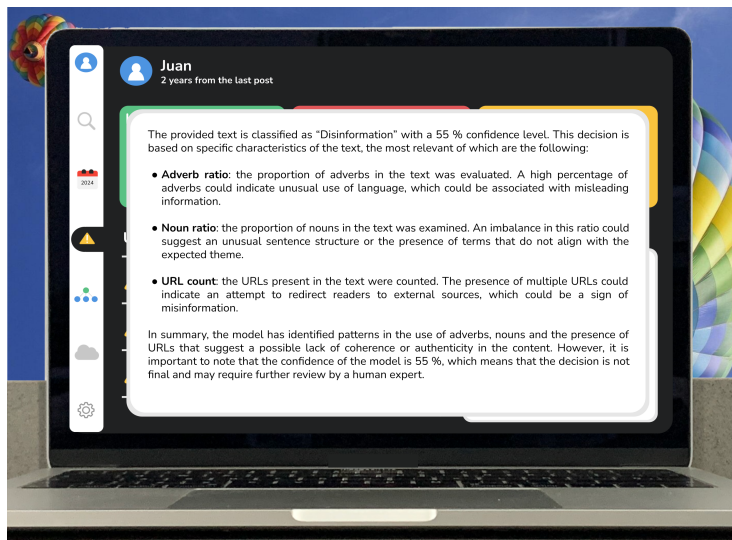 Juan
2 years from the last post
2024
The provided text is classified as “Disinformation” with a 55 % confidence level. This decision is
based on specific characteristics of the text, the most relevant of which are the following:
● Adverb ratio: the proportion of adverbs in the text was evaluated. A high percentage of
adverbs could indicate unusual use of language, which could be associated with misleading
information.
● Noun ratio: the proportion of nouns in the text was examined. An imbalance in this ratio could
suggest an unusual sentence structure or the presence of terms that do not align with the
expected theme.
● URL count: the URLs present in the text were counted. The presence of multiple URLs could
indicate an attempt to redirect readers to external sources, which could be a sign of
misinformation.
In summary, the model has identified patterns in the use of adverbs, nouns and the presence of
URLs that suggest a possible lack of coherence or authenticity in the content. However, it is
important to note that the confidence of the model is 55 %, which means that the decision is not
final and may require further review by a human expert.